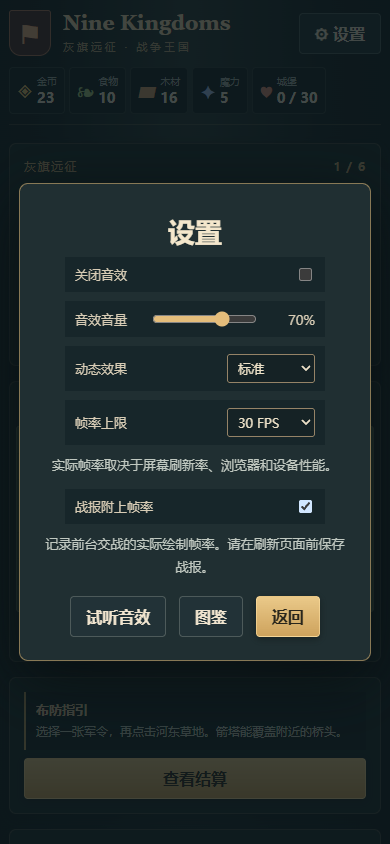 Nine Kingdoms
灰旗远征 · 战争王国
设置
金币
23
食物
10
木材
16
魔力
5
城堡
0 / 30
灰旗远征
1 / 6
设置
关闭音效
音效音量
70%
动态效果
标准
帧率上限
30 FPS
实际帧率取决于屏幕刷新率、浏览器和设备性能。
战报附上帧率
记录前台交战的实际绘制帧率。请在刷新页面前保存
战报。
试听音效
图鉴
返回
布防指引
选择一张军令，再点击河东草地。箭塔能覆盖附近的桥头。
查看结算